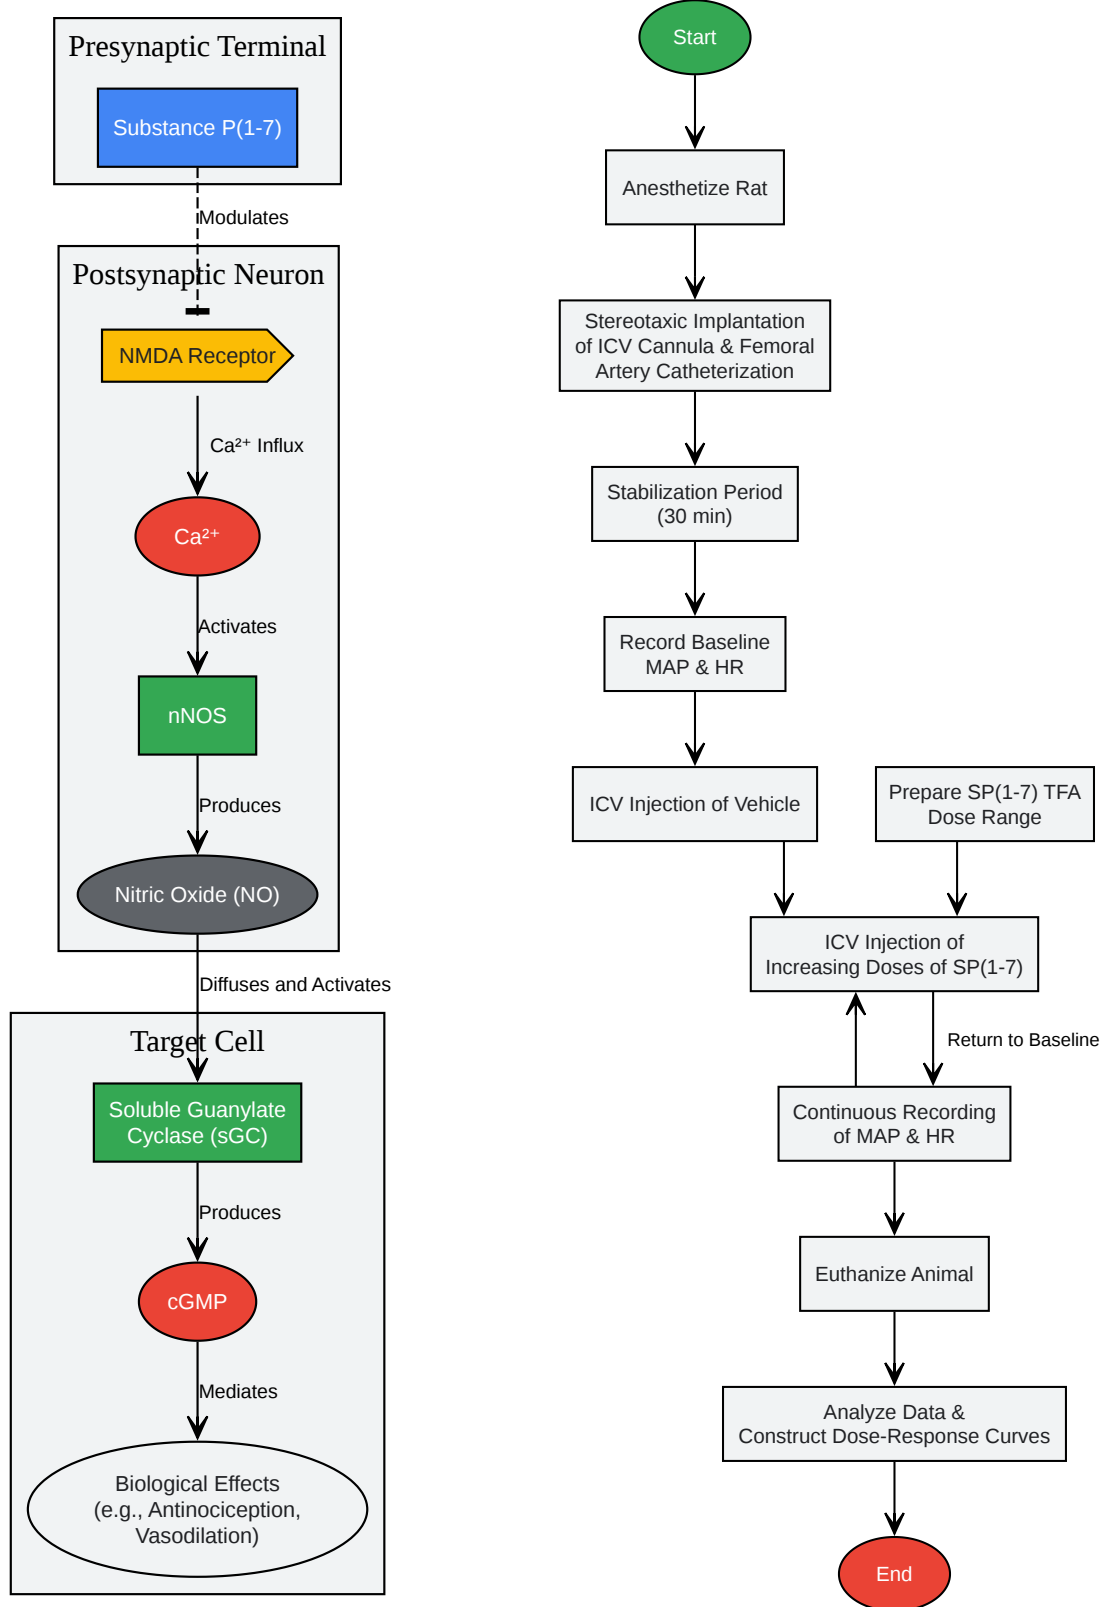 Presynaptic Terminal
Substance P(1-7)
Modulates
Postsynaptic Neuron
NMDA Receptor
Ca²⁺ Influx
Ca²⁺
Activates
nNOS
Produces
Nitric Oxide (NO)
Diffuses and Activates
Target Cell
Soluble Guanylate
Cyclase (sGC)
Produces
cGMP
Mediates
Biological Effects
(e.g., Antinociception,
Vasodilation)
Start
Anesthetize Rat
Stereotaxic Implantation
of ICV Cannula & Femoral
Artery Catheterization
Stabilization Period
(30 min)
Record Baseline
MAP & HR
ICV Injection of Vehicle
Prepare SP(1-7) TFA
Dose Range
ICV Injection of
Increasing Doses of SP(1-7)
Return to Baseline
Continuous Recording
of MAP & HR
Euthanize Animal
Analyze Data &
Construct Dose-Response Curves
End